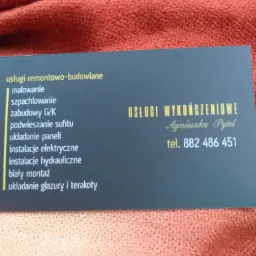 usługi remontowo-budowlane
malowanie
szpachlowanie
zabudowy G/K
podwieszanie sufitu
układanie paneli
instalacje elektryczne
instalacje hydrauliczne
biały montaż
układanie glazury i terakoty
USŁUGI WYKOŃCZENIOWE
Agnieszka Pytel
tel. 882 486 451